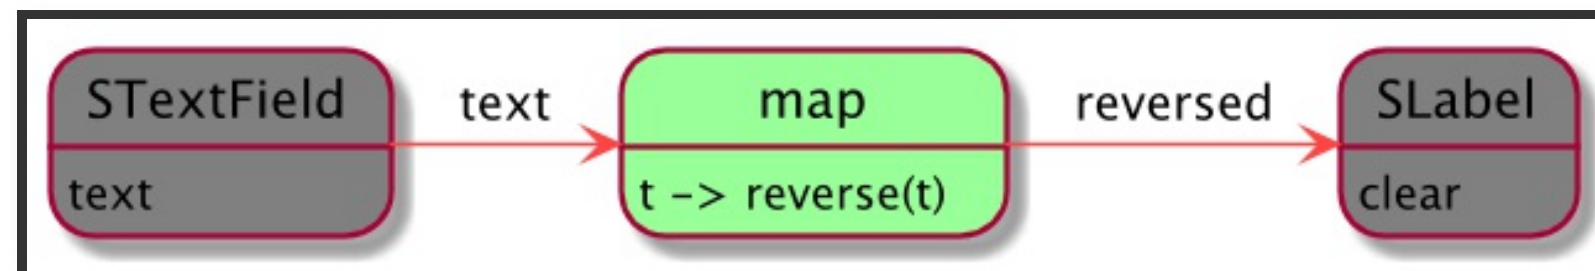 STextField
text
text
map
t -> reverse(t)
reversed
SLabel
clear